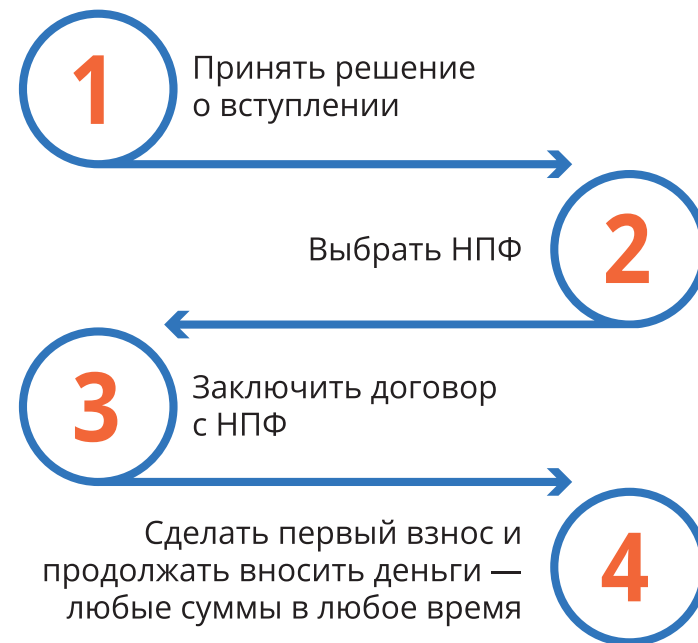 1
Принять решение
о вступлении
2
Выбрать НПФ
3
Заключить договор
с НПФ
4
Сделать первый взнос и
продолжать вносить деньги —
любые суммы в любое время